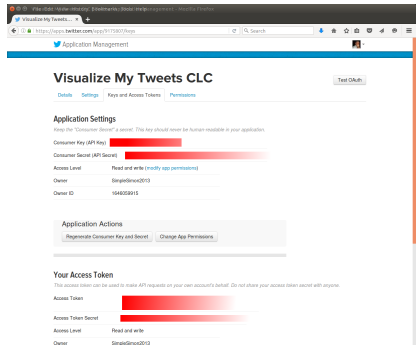 Visualize My Tweets... ×
https://apps.twitter.com/app/9175801/keys
Search
Application Management
Visualize My Tweets CLC
Test OAuth
Details Settings Keys and Access Tokens Permissions
Application Settings
Keep the "Consumer Secret" a secret. This key should never be human-readable in your application.
Consumer Key (API Key)
Consumer Secret (API Secret)
Access Level Read and write (modify app permissions)
Owner SimpleSimon2013
Owner ID 1646059915
Application Actions
Regenerate Consumer Key and Secret Change App Permissions
Your Access Token
This access token can be used to make API requests on your own account's behalf. Do not share your access token secret with anyone.
Access Token
Access Token Secret
Access Level Read and write
Owner SimpleSimon2013